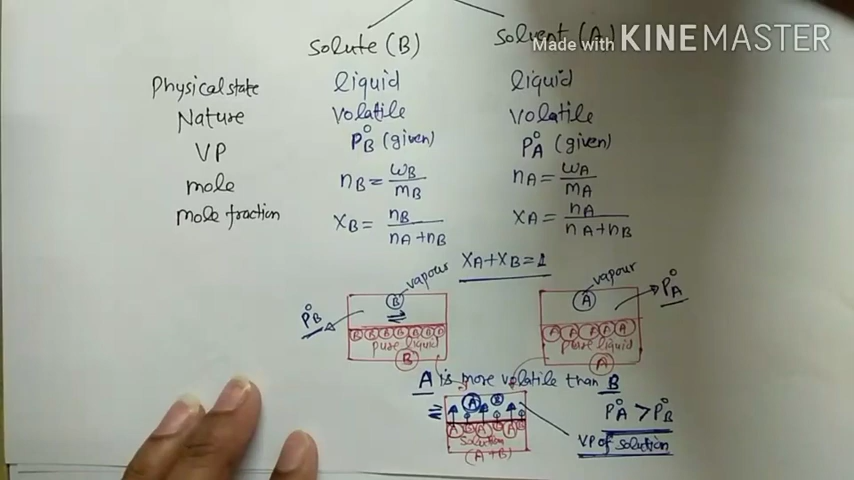 Made with KINEMASTER
solute (B) solvent (A)
Physical state liquid liquid
Nature volatile volatile
VP P°B (given) P°A (given)
mole nB = wB/mB nA = wA/mA
mole fraction xB = nB/nA+nB xA = nA/nA+nB
xA+xB=1
vapour vapour
B A
P°B P°A
B B B B B B B A A A A A
pure liquid pure liquid
B A
A is more volatile than B
A B
P°A > P°B
A B A B A B
solution
(A+B)
VP of solution